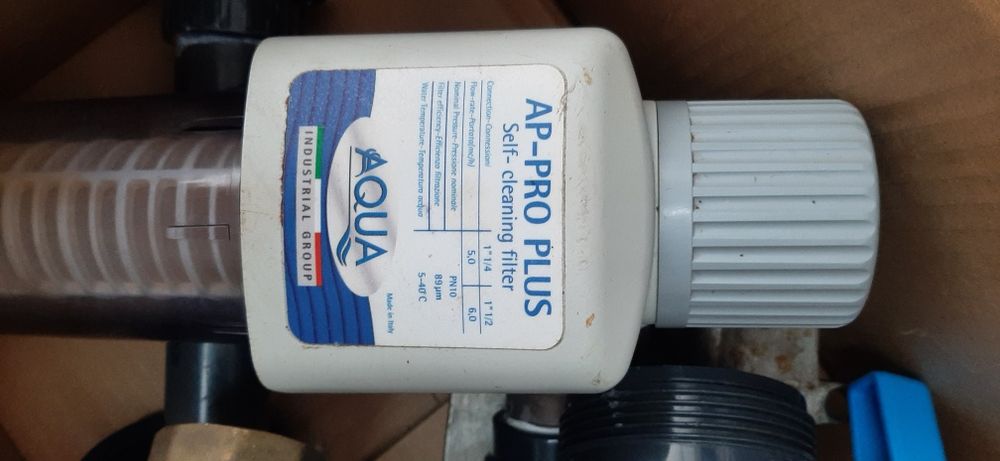 AP-PRO PLUS
Self- cleaning filter
Connection-Connessioni 1"1/4 1"1/2
Flow-rate-Portata(mc/h) 5,0 6,0
Nominal Pressure-Pressione nominale PN10
Filter efficiency-Efficienza filtrazione 89 µm
Water Temperature-Temperatura acqua 5-40°C
Made in Italy
AQUA
INDUSTRIAL GROUP